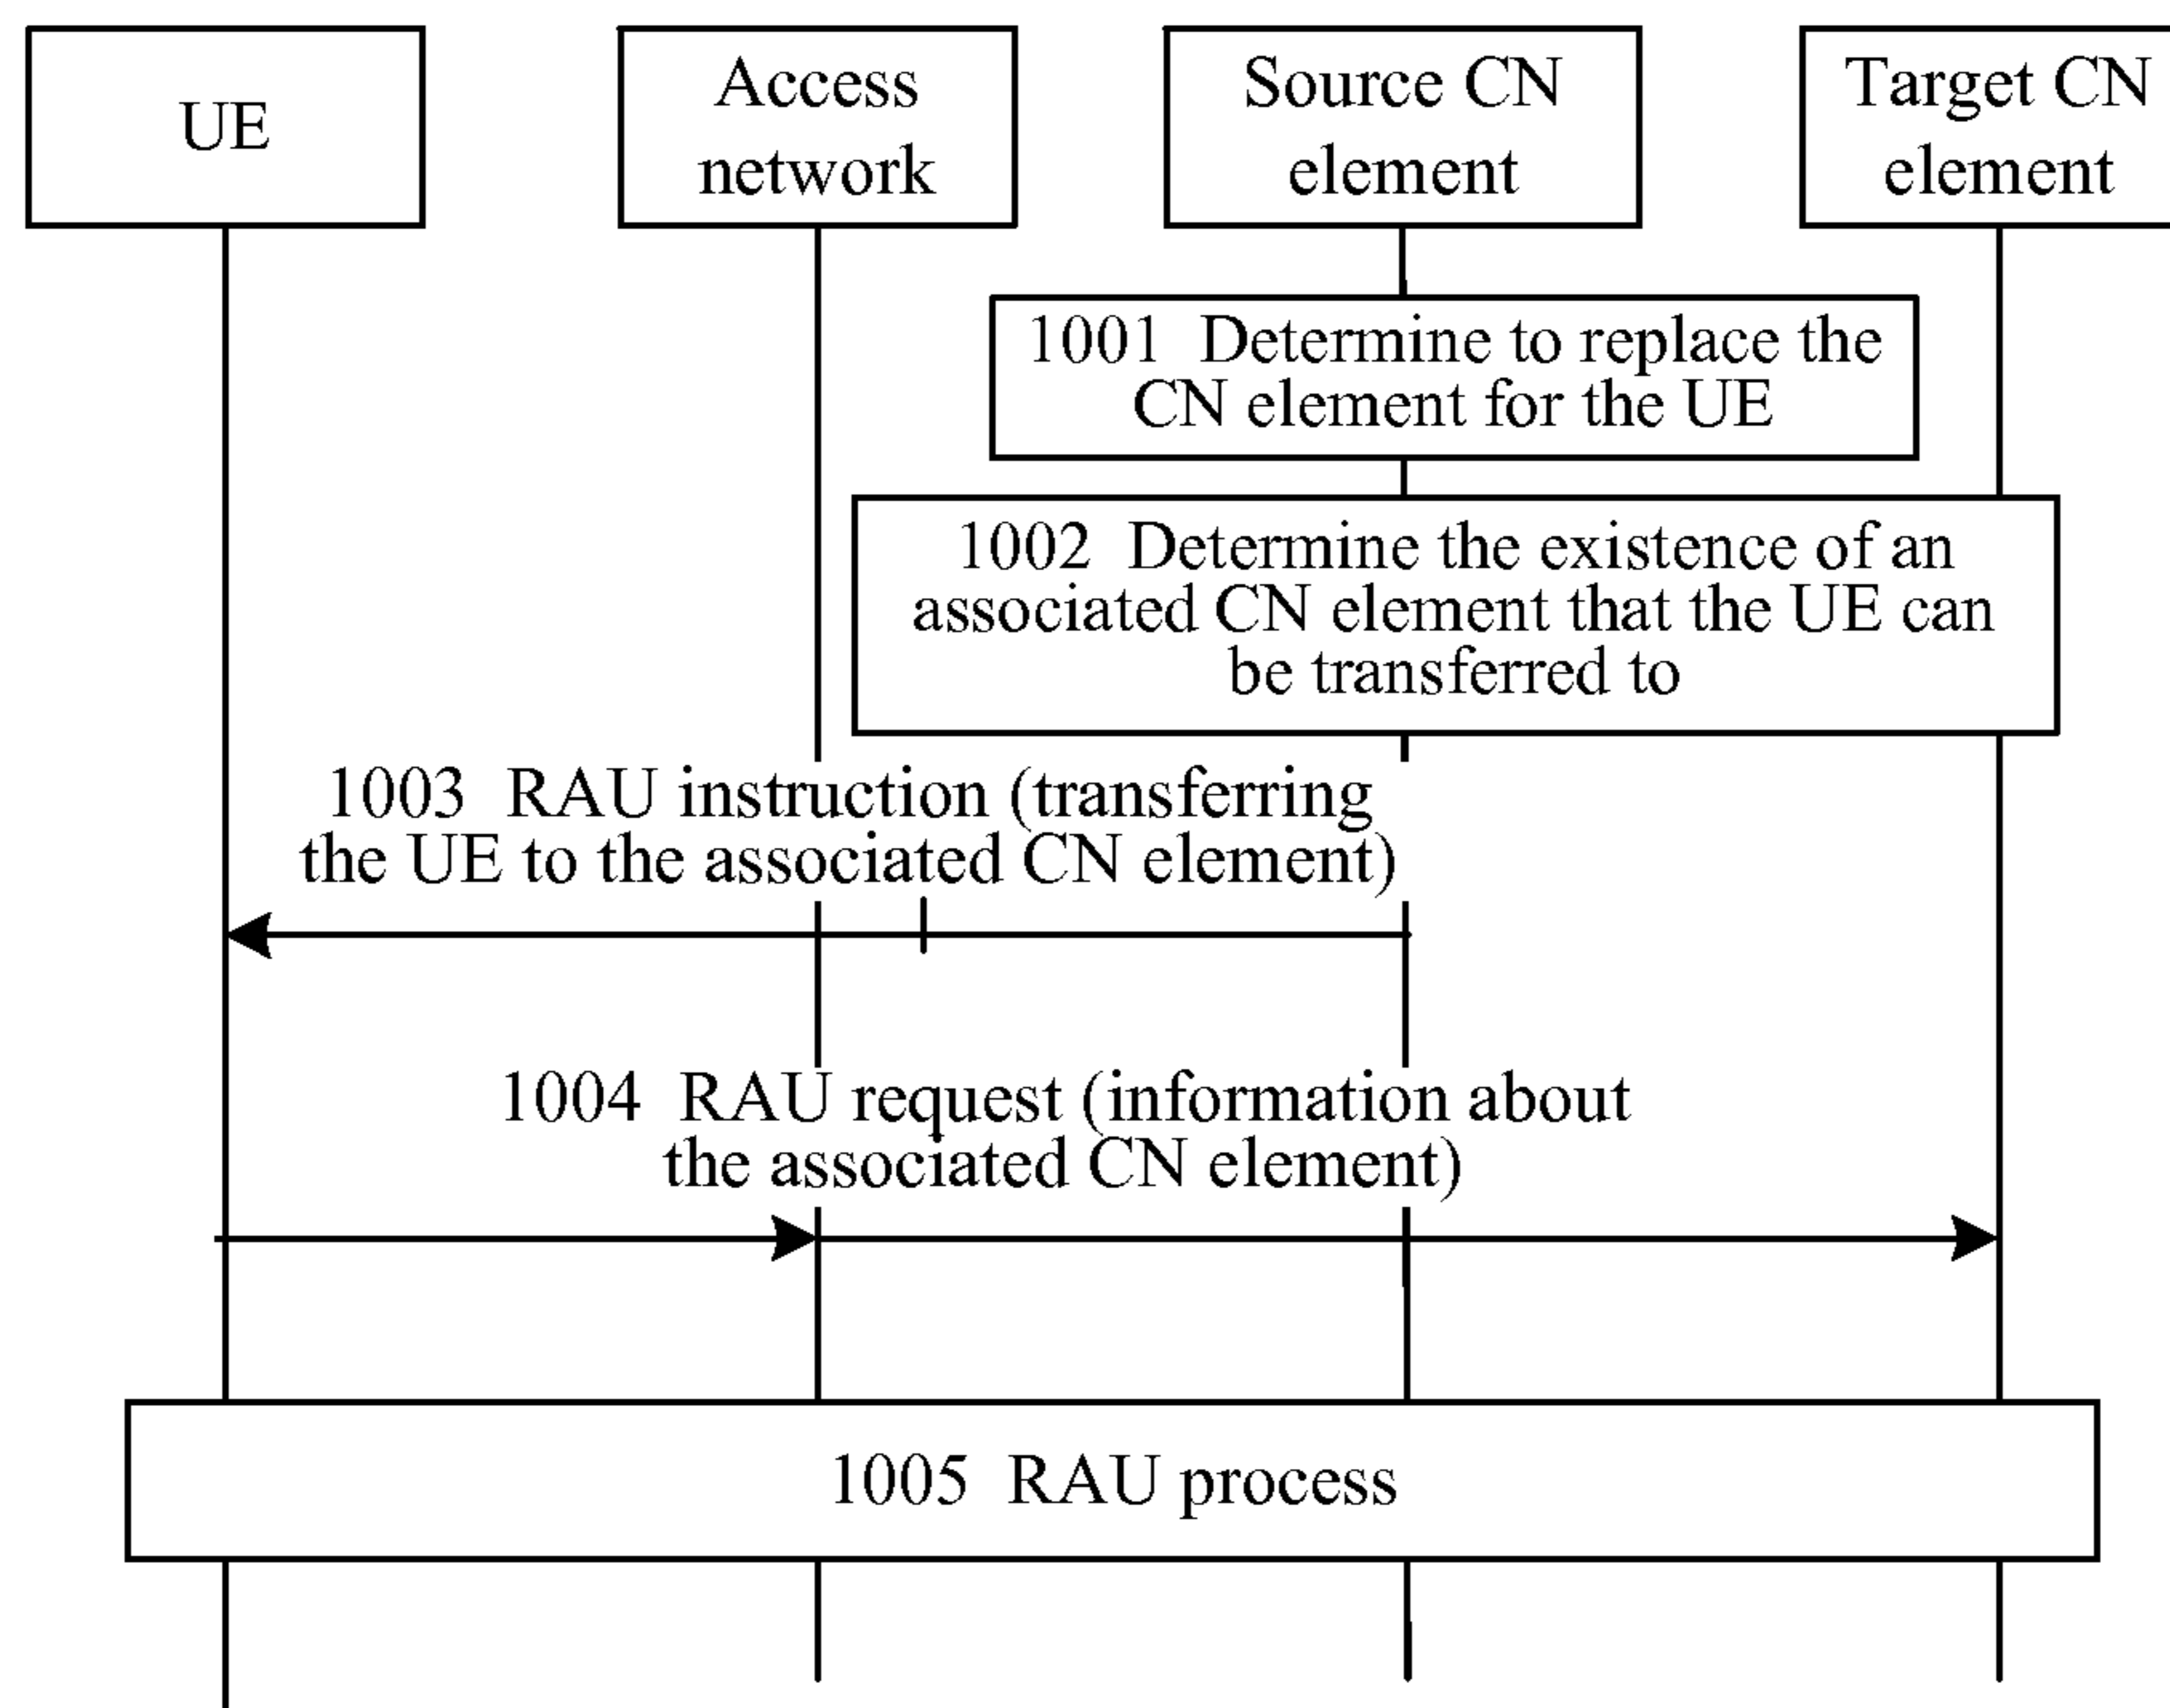 UE
Access
network
Source CN
element
Target CN
element
1001 Determine to replace the
CN element for the UE
1002 Determine the existence of an
associated CN element that the UE can
be transferred to
1003 RAU instruction (transferring
the UE to the associated CN element)
1004 RAU request (information about
the associated CN element)
1005 RAU process